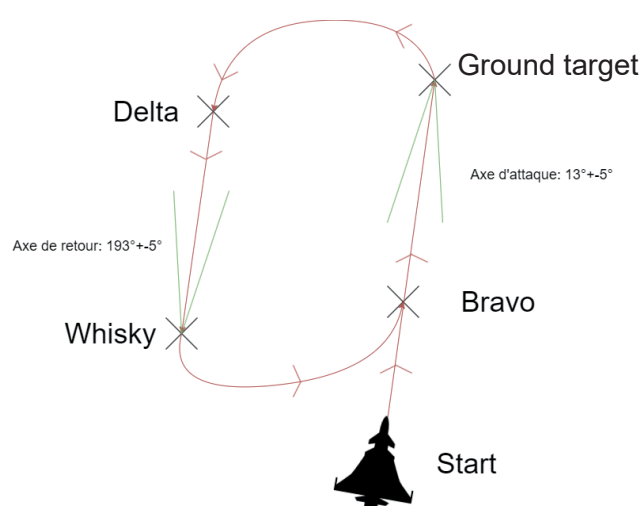 Ground target
Delta
Axe d'attaque: 13°+-5°
Axe de retour: 193°+-5°
Bravo
Whisky
Start